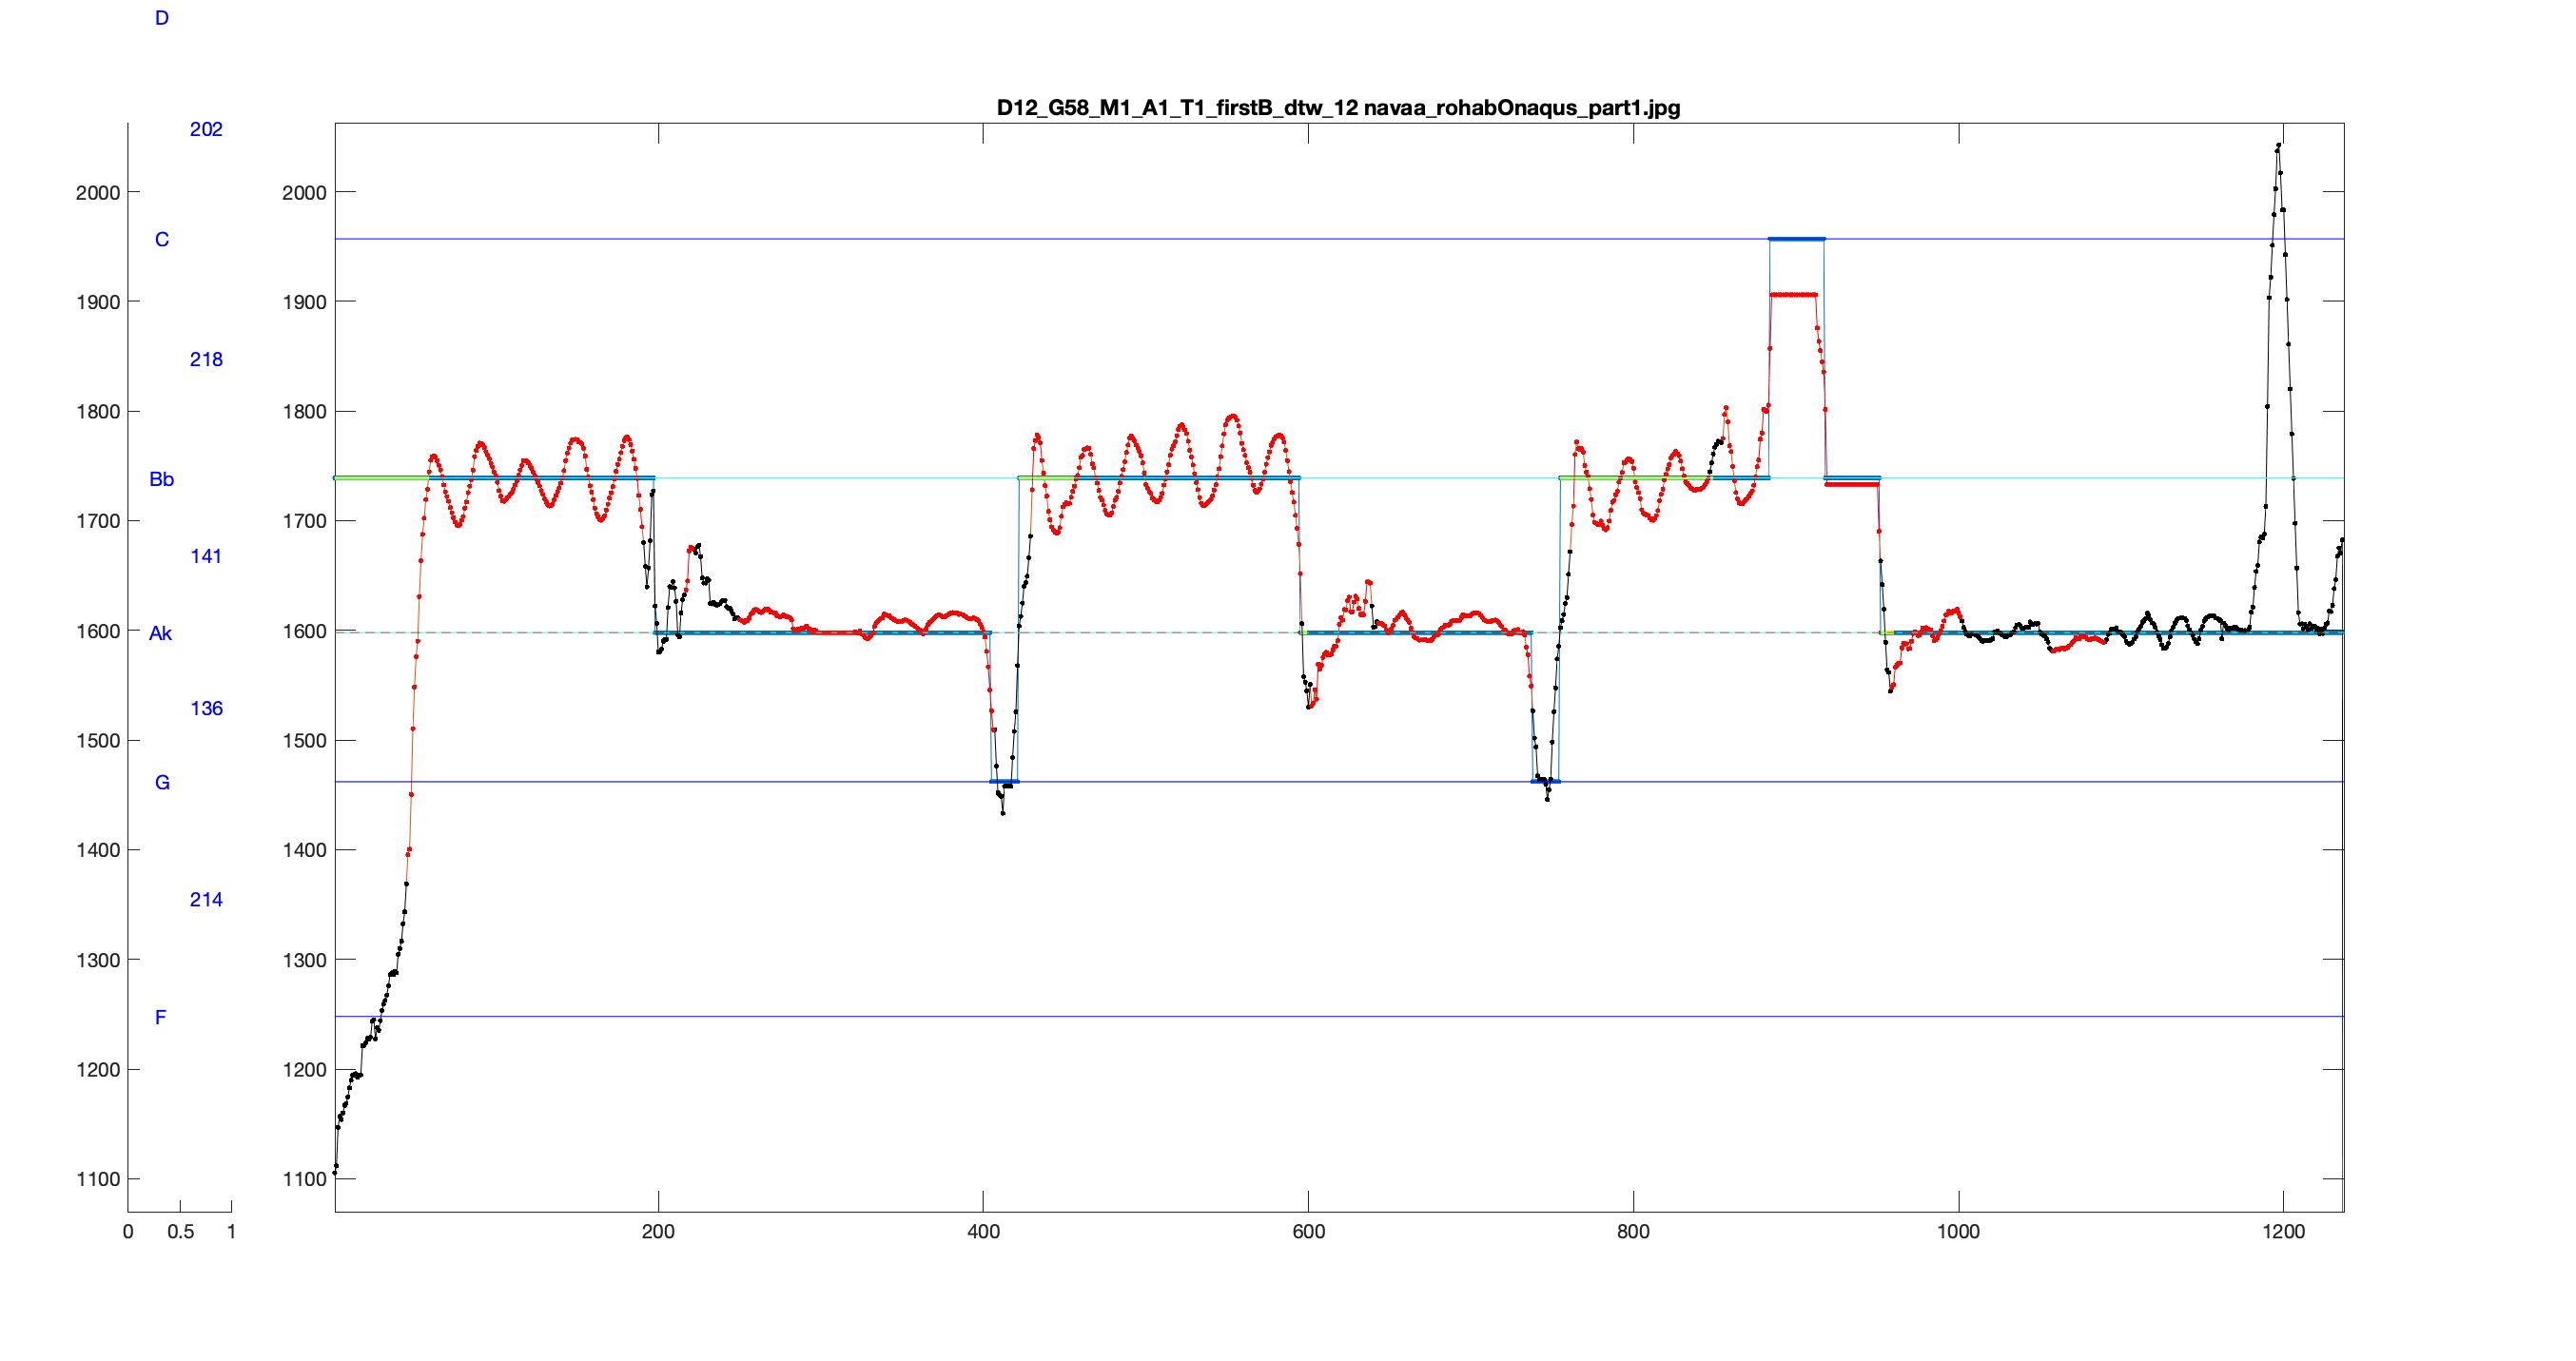 D
D12_G58_M1_A1_T1_firstB_dtw_12 navaa_rohabOnaqus_part1.jpg
202
2000 2000
C
1900 1900
218
1800 1800
Bb
1700 1700
141
1600 Ak 1600
136
1500 1500
G
1400 1400
214
1300 1300
F
1200 1200
1100 1100
0 0.5 1 200 400 600 800 1000 1200